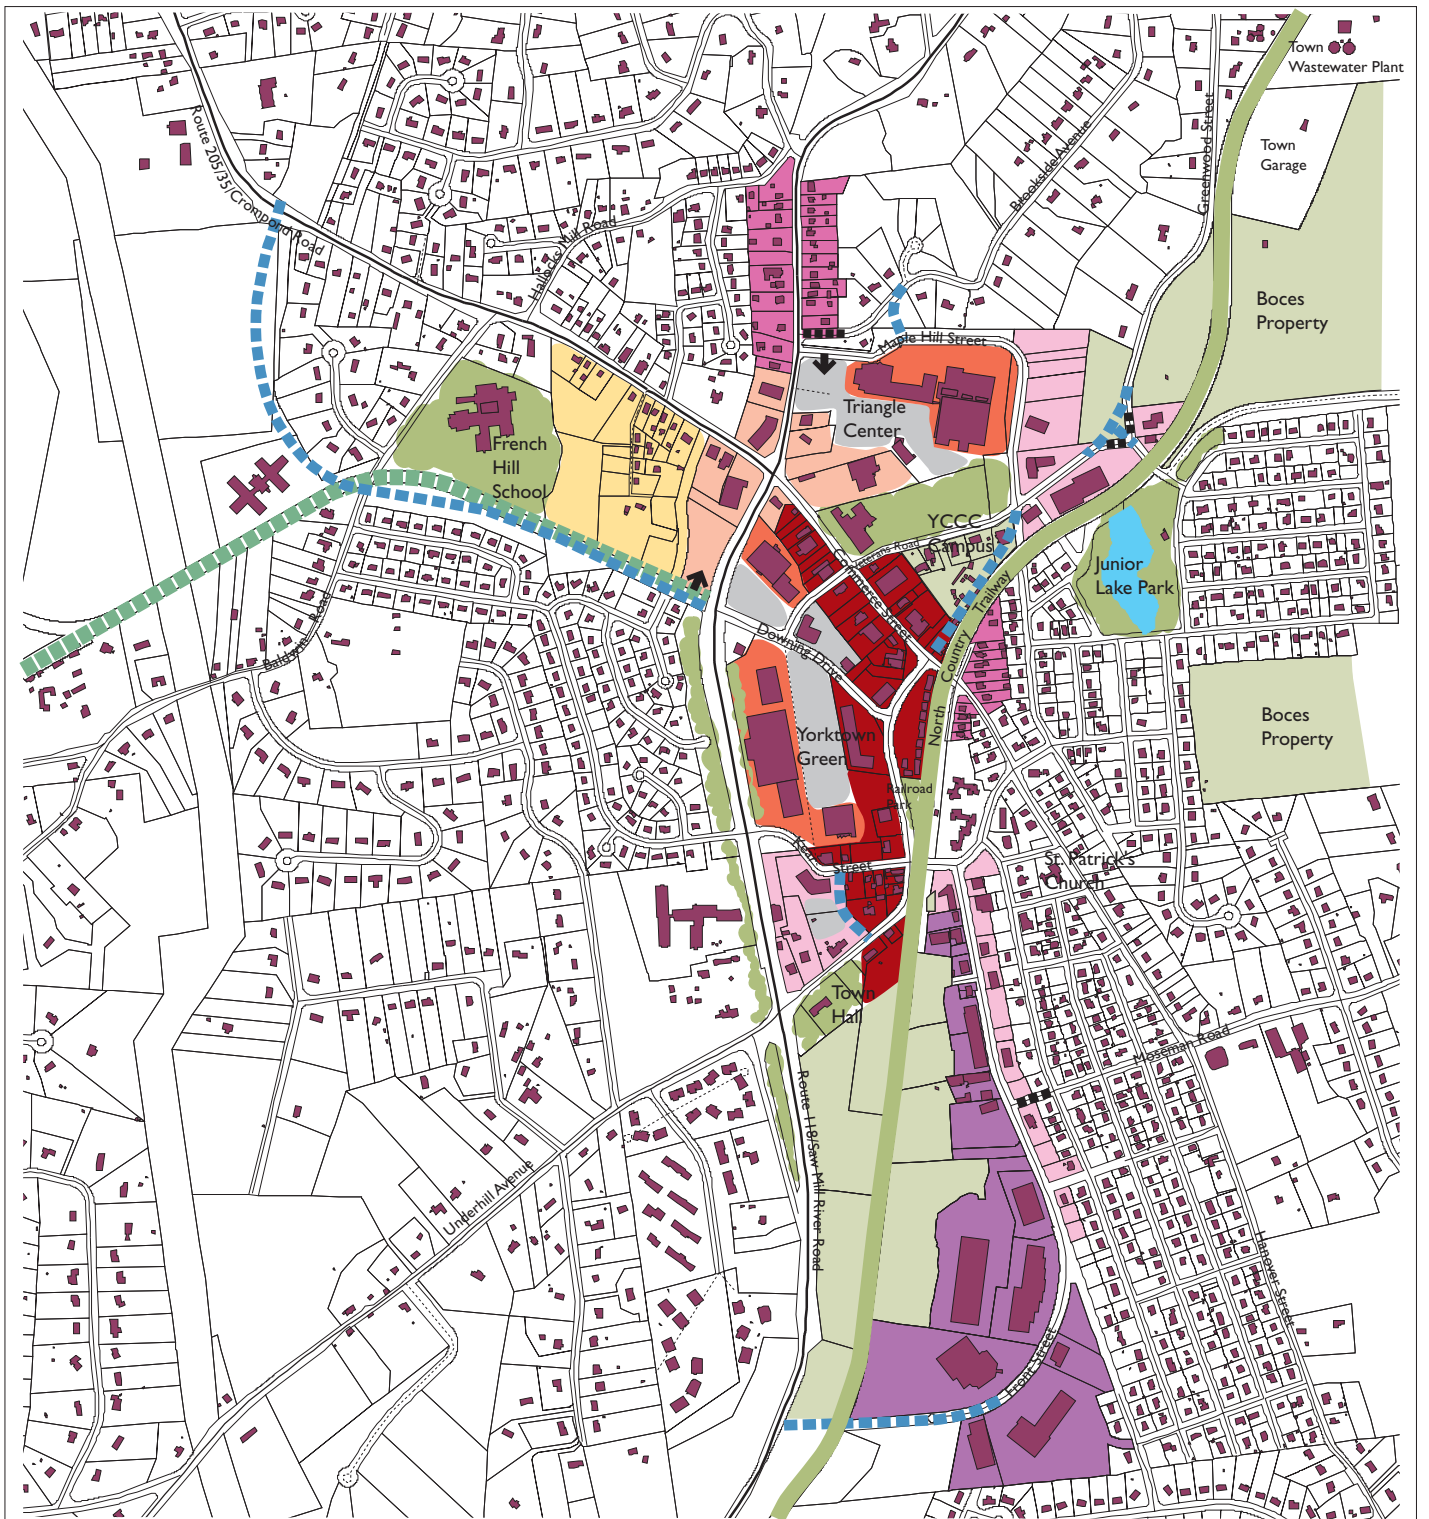 Town
Wastewater Plant
Town
Garage
Route 205/35/Crompond Road
Greenwood Street
Brookside Avenue
Hallocks Mill Road
Boces
Property
Maple Hill Street
Triangle
Center
French
Hill
School
YCCC
Campus
Veterans Road
Commerce Street
Junior
Lake Park
North Country Trailway
Baldwin Road
Downing Drive
Yorktown
Green
Boces
Property
Railroad
Park
Street
St. Patrick's
Church
Town
Hall
Moseman Road
Route 118/Saw Mill River Road
Underhill Avenue
Hanover Street
Front Street